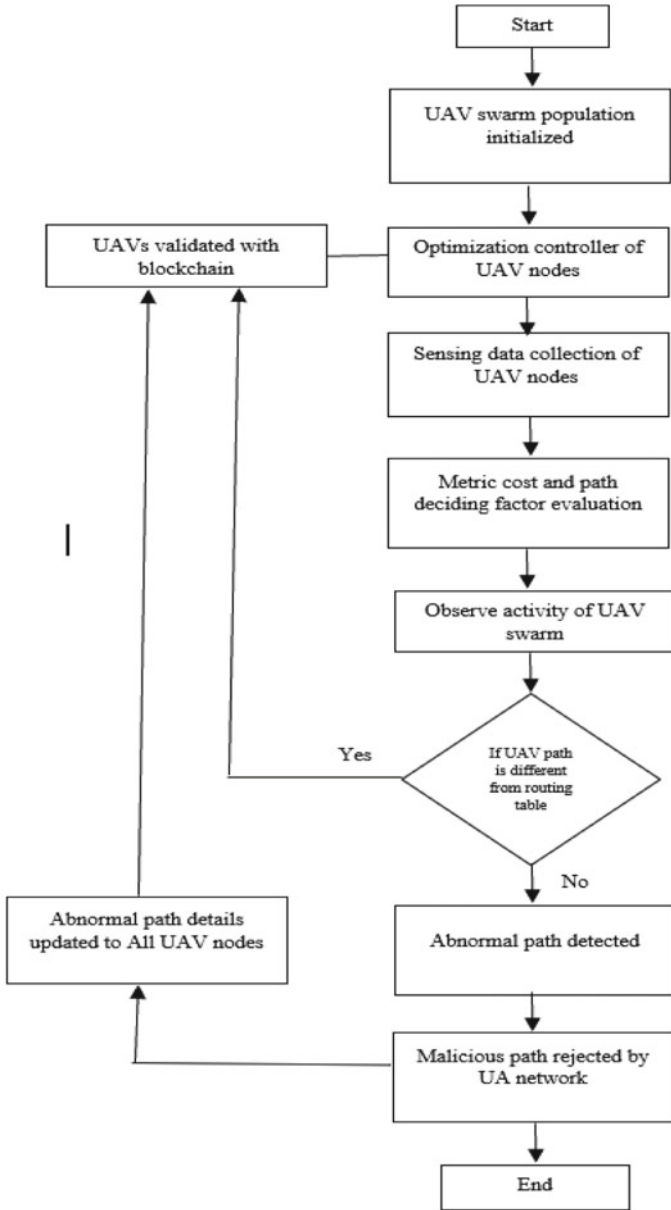 Start
UAV swarm population
initialized
UAVs validated with
blockchain
Optimization controller of
UAV nodes
Sensing data collection of
UAV nodes
Metric cost and path
deciding factor evaluation
Observe activity of UAV
swarm
Yes
If UAV path
is different
from routing
table
No
Abnormal path details
updated to All UAV nodes
Abnormal path detected
Malicious path rejected by
UA network
End